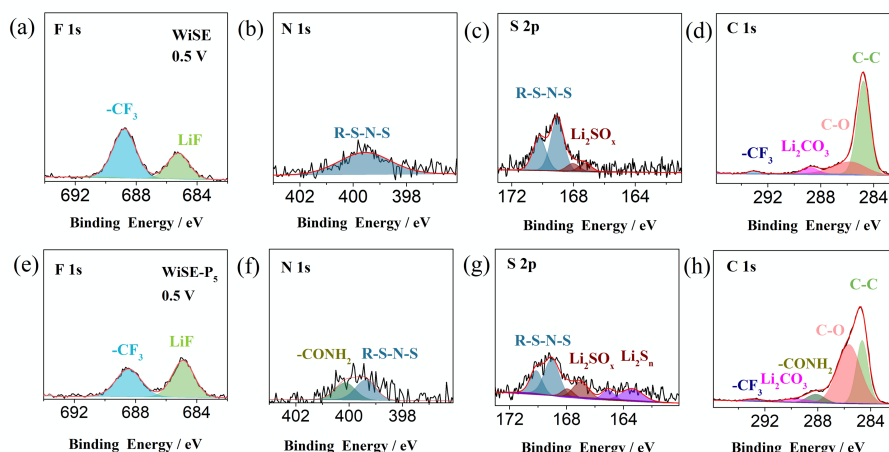 (a)
F 1s
WiSE
0.5 V
-CF3
LiF
692 688 684
Binding Energy / eV
(b)
N 1s
R-S-N-S
402 400 398
Binding Energy / eV
(c)
S 2p
R-S-N-S
Li2SOx
172 168 164
Binding Energy / eV
(d)
C 1s
C-C
C-O
Li2CO3
-CF3
292 288 284
Binding Energy / eV
(e)
F 1s
WiSE-P5
0.5 V
-CF3
LiF
692 688 684
Binding Energy / eV
(f)
N 1s
-CONH2
R-S-N-S
402 400 398
Binding Energy / eV
(g)
S 2p
R-S-N-S
Li2SOx
Li2Sn
172 168 164
Binding Energy / eV
(h)
C 1s
C-C
C-O
-CONH2
-CF3
Li2CO3
292 288 284
Binding Energy / eV